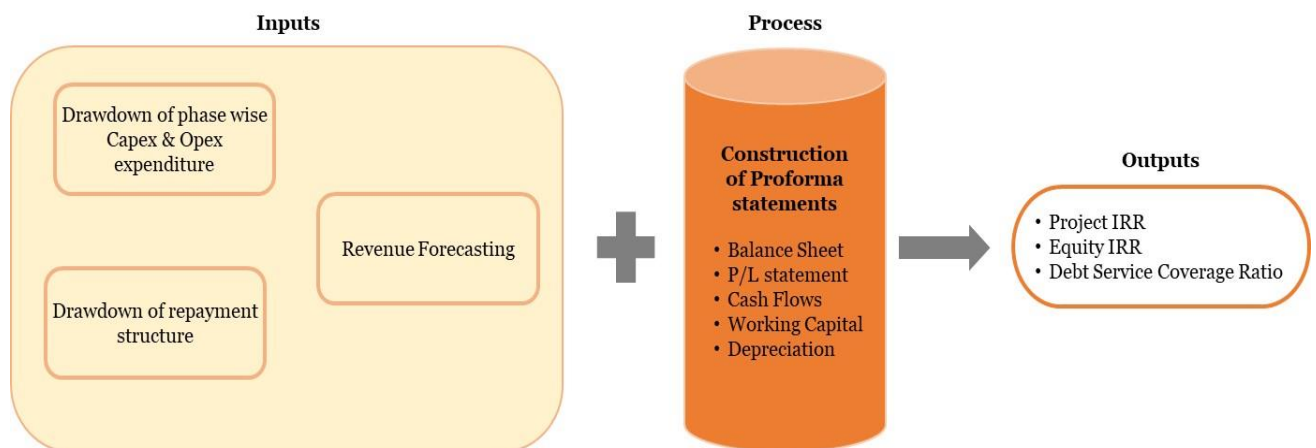 Inputs
Drawdown of phase wise
Capex & Opex
expenditure
Revenue Forecasting
Drawdown of repayment
structure
Process
Construction
of Proforma
statements
• Balance Sheet
• P/L statement
• Cash Flows
• Working Capital
• Depreciation
Outputs
• Project IRR
• Equity IRR
• Debt Service Coverage Ratio